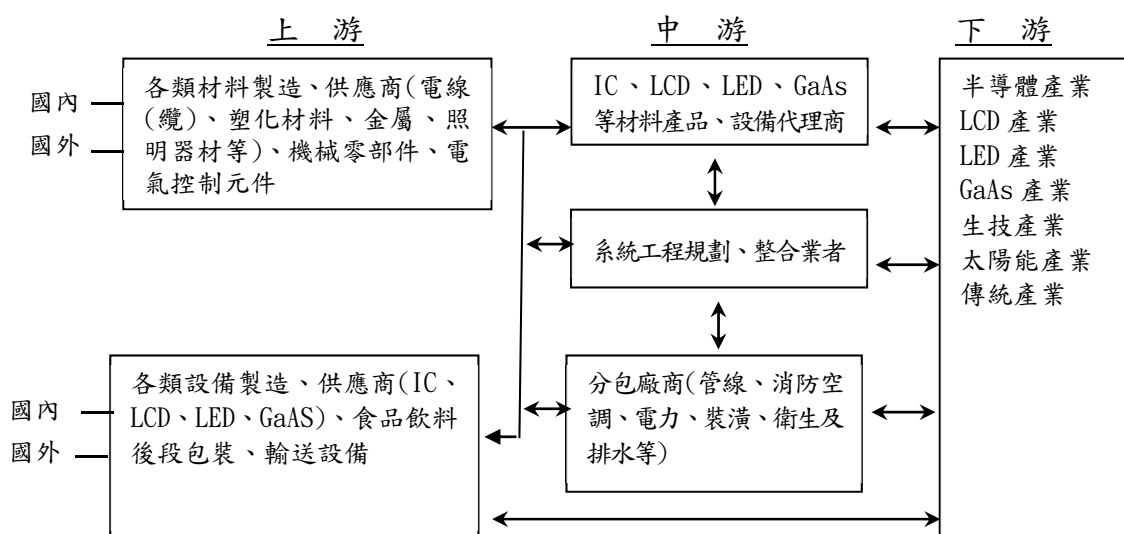 上 游
中 游
下 游
國內
國外
各類材料製造、供應商(電線
(纜)、塑化材料、金屬、照
明器材等)、機械零部件、電
氣控制元件
IC、LCD、LED、GaAs
等材料產品、設備代理商
半導體產業
LCD 產業
LED 產業
GaAs 產業
生技產業
太陽能產業
傳統產業
系統工程規劃、整合業者
國內
國外
各類設備製造、供應商(IC、
LCD、LED、GaAS)、食品飲料
後段包裝、輸送設備
分包廠商(管線、消防空
調、電力、裝潢、衛生及
排水等)